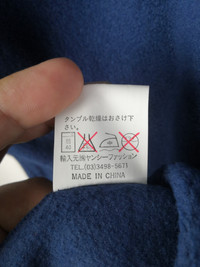 タンブル乾燥はおさけ下
さい。
輸入元㈱ヤンシーファッション
TEL.(03)3498-5671
MADE IN CHINA